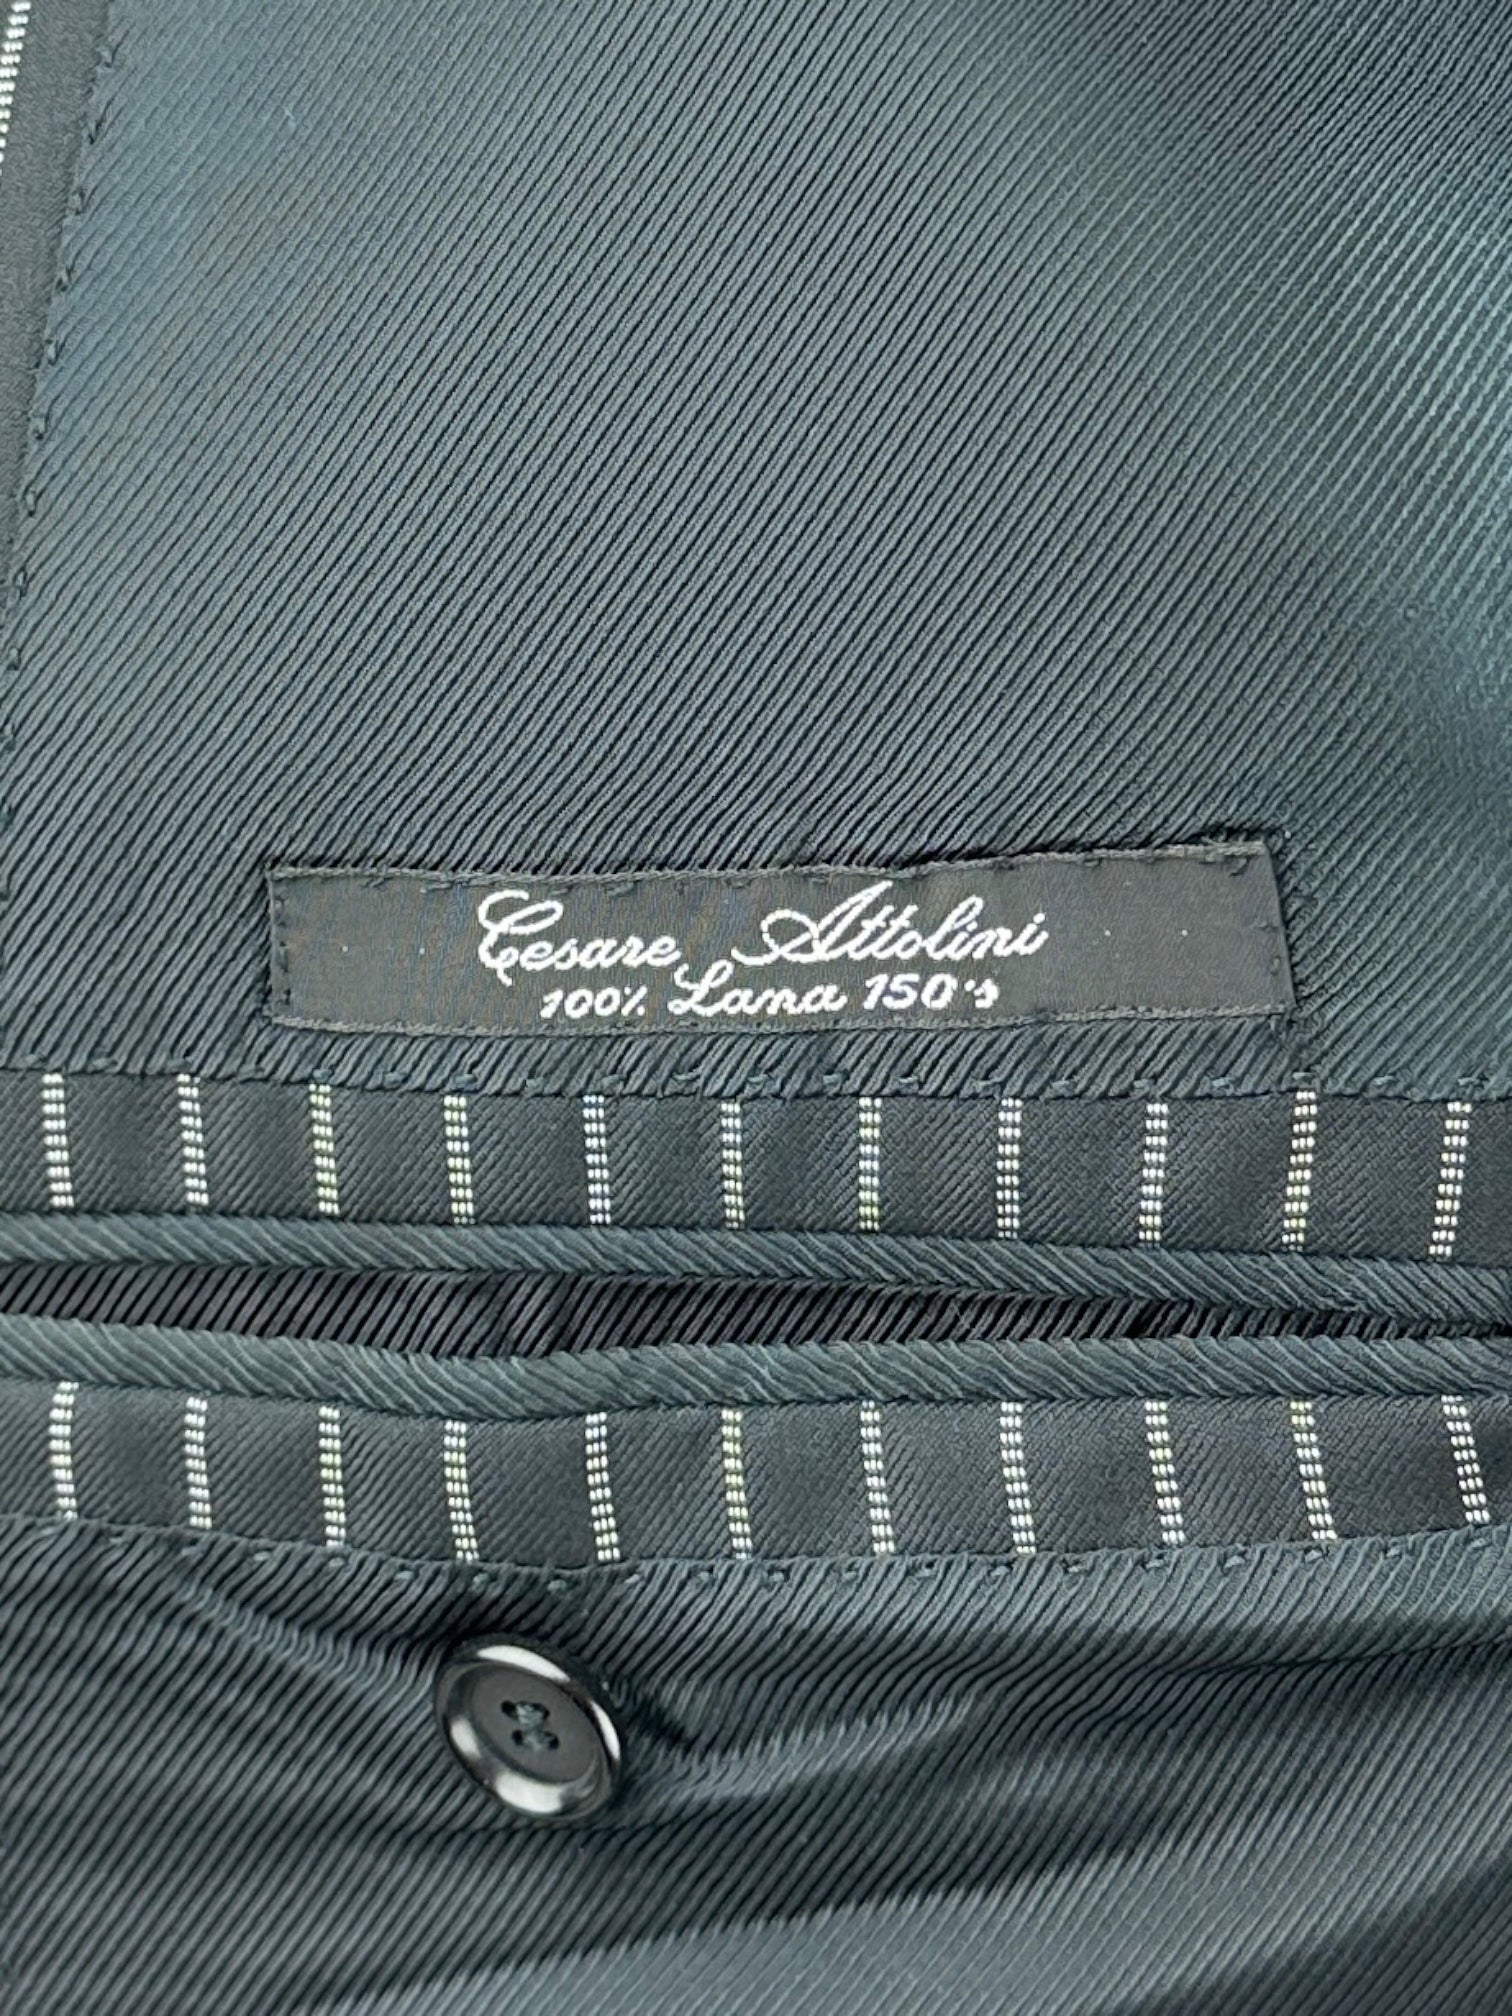 Cesare Attolini
100% Lana 150's